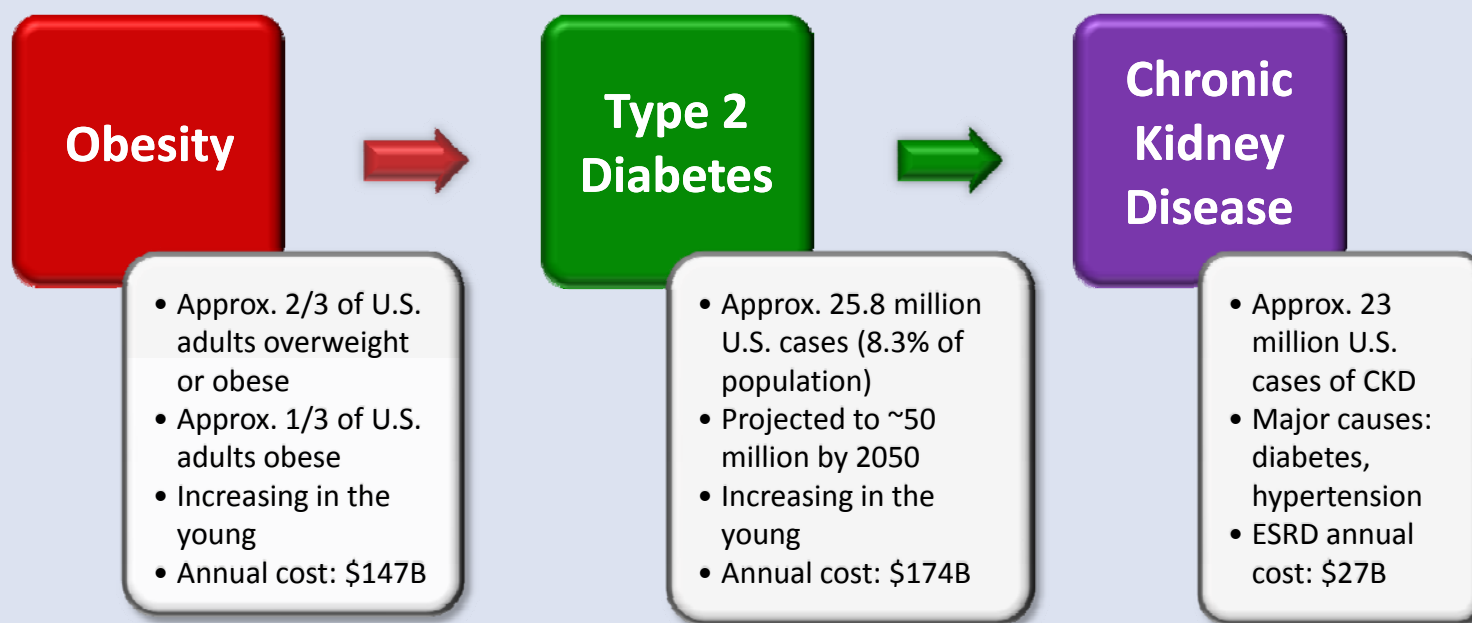 Obesity
• Approx. 2/3 of U.S.
adults overweight
or obese
• Approx. 1/3 of U.S.
adults obese
• Increasing in the
young
• Annual cost: $147B
Type 2
Diabetes
• Approx. 25.8 million
U.S. cases (8.3% of
population)
• Projected to ~50
million by 2050
• Increasing in the
young
• Annual cost: $174B
Chronic
Kidney
Disease
• Approx. 23
million U.S.
cases of CKD
• Major causes:
diabetes,
hypertension
• ESRD annual
cost: $27B